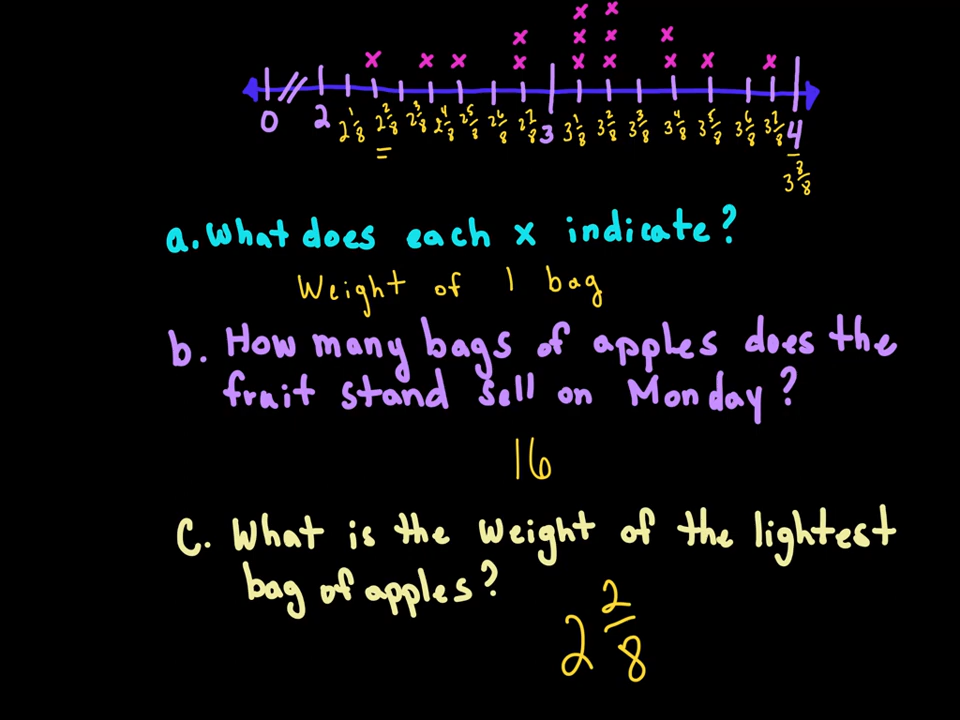 x x
x x x x x
x x x x x x x x x
0 2 2 1/8 2 2/8 2 3/8 2 4/8 2 5/8 2 6/8 2 7/8 3 3 1/8 3 2/8 3 3/8 3 4/8 3 5/8 3 6/8 3 7/8 4
3 8/8
a. What does each x indicate?
Weight of 1 bag
b. How many bags of apples does the
fruit stand sell on Monday?
16
C. What is the weight of the lightest
bag of apples?
2 2/8